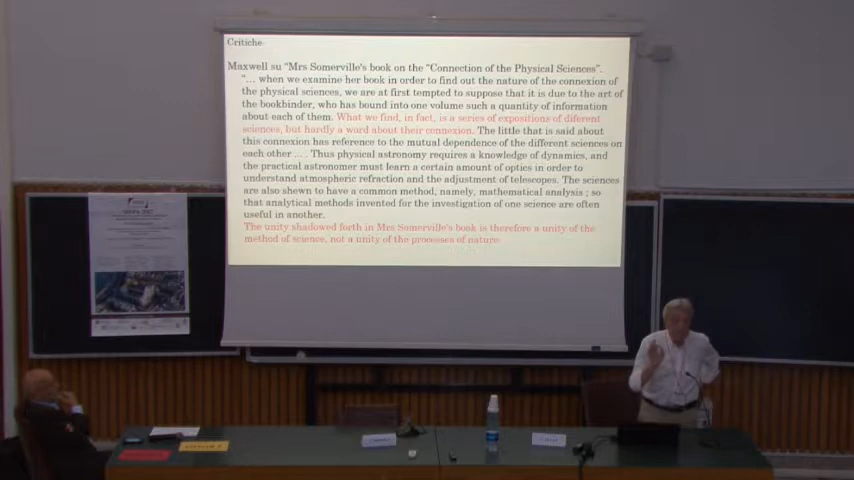 Critiche
Maxwell su "Mrs Somerville's book on the "Connection of the Physical Sciences".
"... when we examine her book in order to find out the nature of the connexion of
the physical sciences, we are at first tempted to suppose that it is due to the art of
the bookbinder, who has bound into one volume such a quantity of information
about each of them. What we find, in fact, is a series of expositions of diferent
sciences, but hardly a word about their connexion. The little that is said about
this connexion has reference to the mutual dependence of the different sciences on
each other .... Thus physical astronomy requires a knowledge of dynamics, and
the practical astronomer must learn a certain amount of optics in order to
understand atmospheric refraction and the adjustment of telescopes. The sciences
are also shewn to have a common method, namely, mathematical analysis ; so
that analytical methods invented for the investigation of one science are often
useful in another.
The unity shadowed forth in Mrs Somerville's book is therefore a unity of the
method of science, not a unity of the processes of nature.